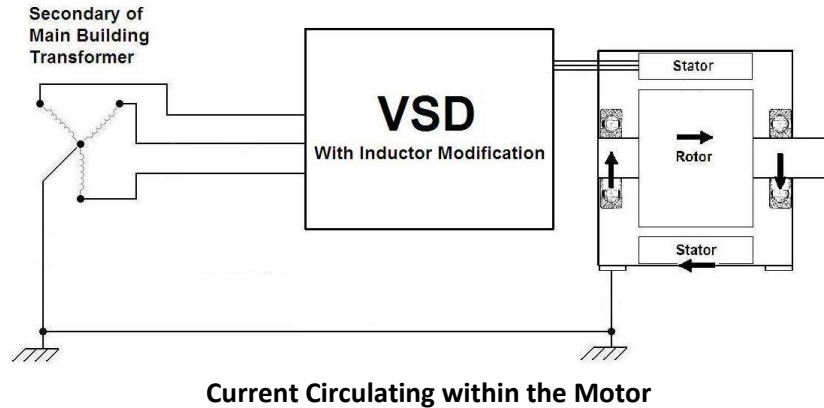 Secondary of
Main Building
Transformer
VSD
With Inductor Modification
Stator
Rotor
Stator
Current Circulating within the Motor